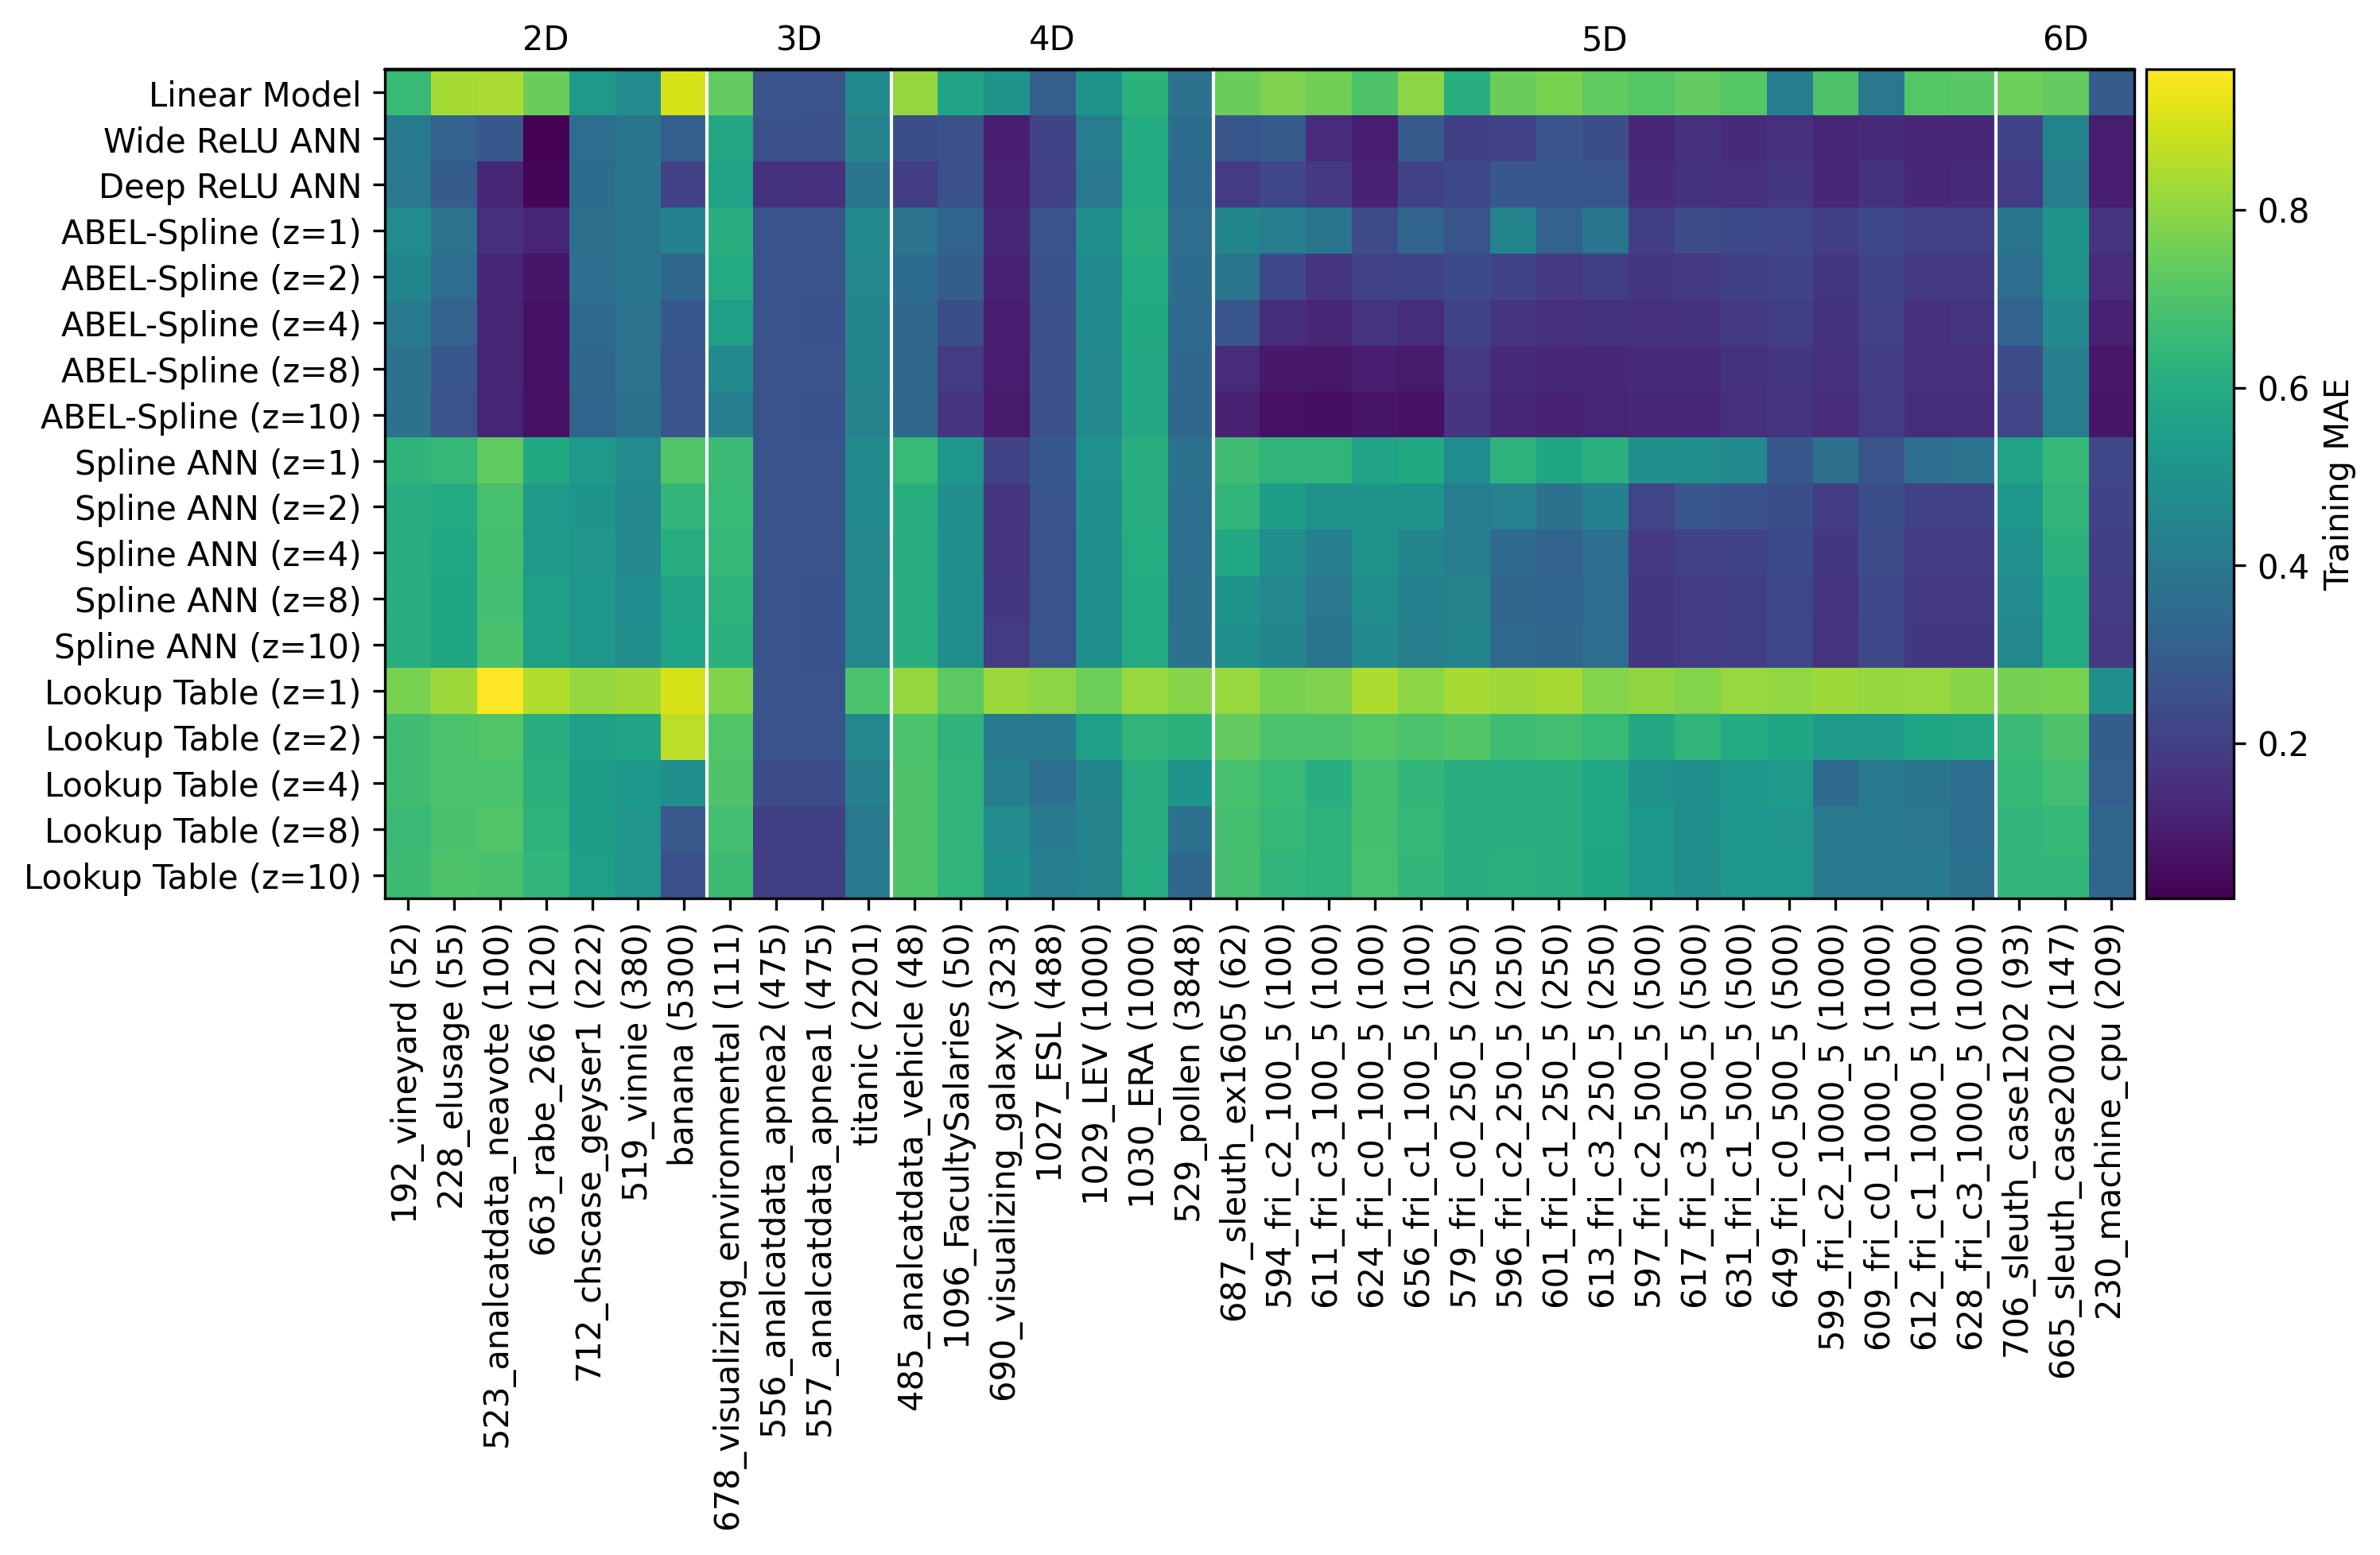 2D
3D
4D
5D
6D
Linear Model
Wide ReLU ANN
Deep ReLU ANN
ABEL-Spline (z=1)
ABEL-Spline (z=2)
ABEL-Spline (z=4)
ABEL-Spline (z=8)
ABEL-Spline (z=10)
Spline ANN (z=1)
Spline ANN (z=2)
Spline ANN (z=4)
Spline ANN (z=8)
Spline ANN (z=10)
Lookup Table (z=1)
Lookup Table (z=2)
Lookup Table (z=4)
Lookup Table (z=8)
Lookup Table (z=10)
192_vineyard (52)
228_elusage (55)
523_analcatdata_neavote (100)
663_rabe_266 (120)
712_chscase_geyser1 (222)
519_vinnie (380)
banana (5300)
678_visualizing_environmental (111)
556_analcatdata_apnea2 (475)
557_analcatdata_apnea1 (475)
titanic (2201)
485_analcatdata_vehicle (48)
1096_FacultySalaries (50)
690_visualizing_galaxy (323)
1027_ESL (488)
1029_LEV (1000)
1030_ERA (1000)
529_pollen (3848)
687_sleuth_ex1605 (62)
594_fri_c2_100_5 (100)
611_fri_c3_100_5 (100)
624_fri_c0_100_5 (100)
656_fri_c1_100_5 (100)
579_fri_c0_250_5 (250)
596_fri_c2_250_5 (250)
601_fri_c1_250_5 (250)
613_fri_c3_250_5 (250)
597_fri_c2_500_5 (500)
617_fri_c3_500_5 (500)
631_fri_c1_500_5 (500)
649_fri_c0_500_5 (500)
599_fri_c2_1000_5 (1000)
609_fri_c0_1000_5 (1000)
612_fri_c1_1000_5 (1000)
628_fri_c3_1000_5 (1000)
706_sleuth_case1202 (93)
665_sleuth_case2002 (147)
230_machine_cpu (209)
0.8
0.6
0.4
0.2
Training MAE